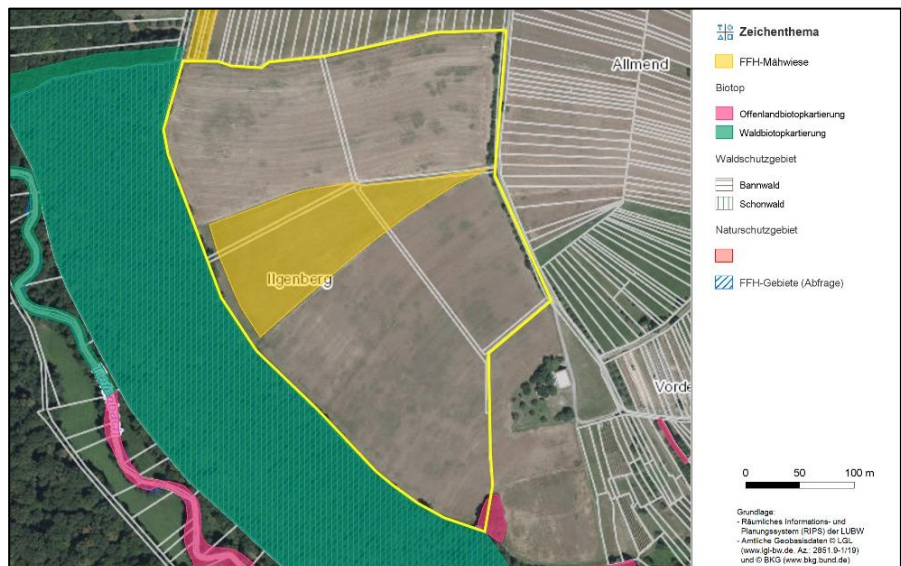 Allmend
Ilgenberg
Vorde
Zeichenthema
FFH-Mähwiese
Biotop
Offenlandbiotopkartierung
Waldbiotopkartierung
Waldschutzgebiet
Bannwald
Schonwald
Naturschutzgebiet
FFH-Gebiete (Abfrage)
0 50 100 m
Grundlage:
- Räumliches Informations- und
Planungssystem (RIPS) der LUBW
- Amtliche Geobasisdaten © LGL
(www.lgl-bw.de, Az.: 2851.9-1/19)
und © BKG (www.bkg.bund.de)